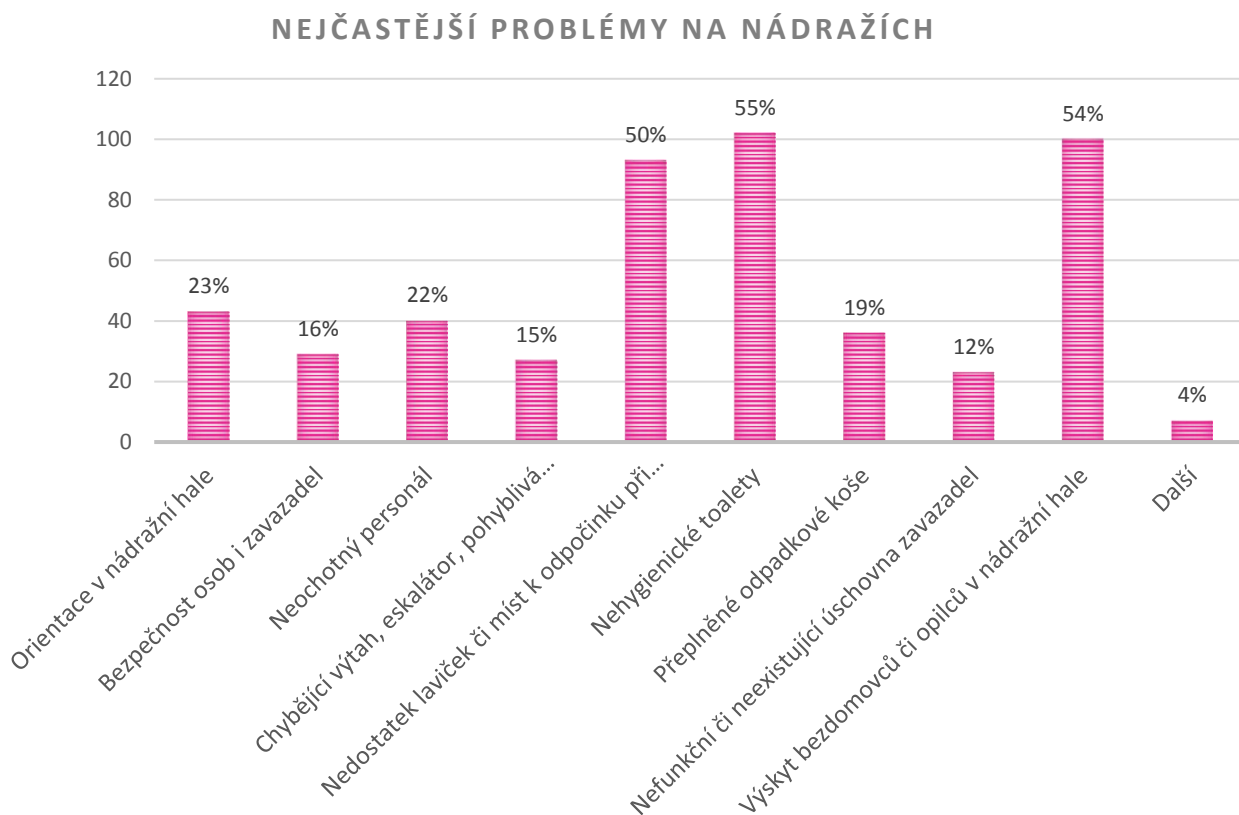 NEJČASTĚJŠÍ PROBLÉMY NA NÁDRAŽÍCH
120
100
80
60
40
20
0
23%
16%
22%
15%
50%
55%
19%
12%
54%
4%
Orientace v nádražní hale
Bezpečnost osob i zavazadel
Neochotný personál
Chybějící výtah, eskalátor, pohyblivá…
Nedostatek laviček či míst k odpočinku při…
Nehygienické toalety
Přeplněné odpadkové koše
Nefunkční či neexistující úschovna zavazadel
Výskyt bezdomovců či opilců v nádražní hale
Další